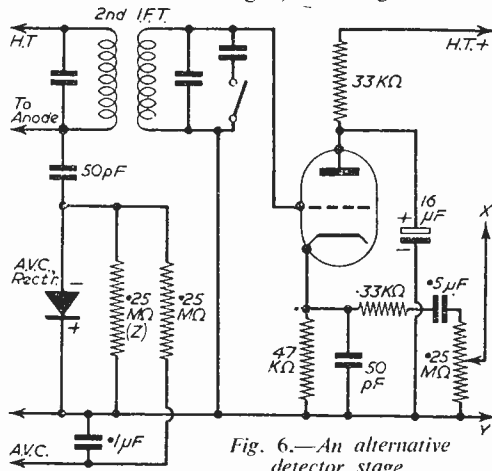 2nd I.F.T.
H.T
H.T.+
33KΩ
To
Anode
50pF
16
µF
+
-
X
A.V.C.
Rect'r.
-
+
·25
MΩ
(Z)
·25
MΩ
·33KΩ
·5µF
47
KΩ
50
pF
·25
MΩ
·1µF
Y
A.V.C.
Fig. 6.—An alternative
detector stage